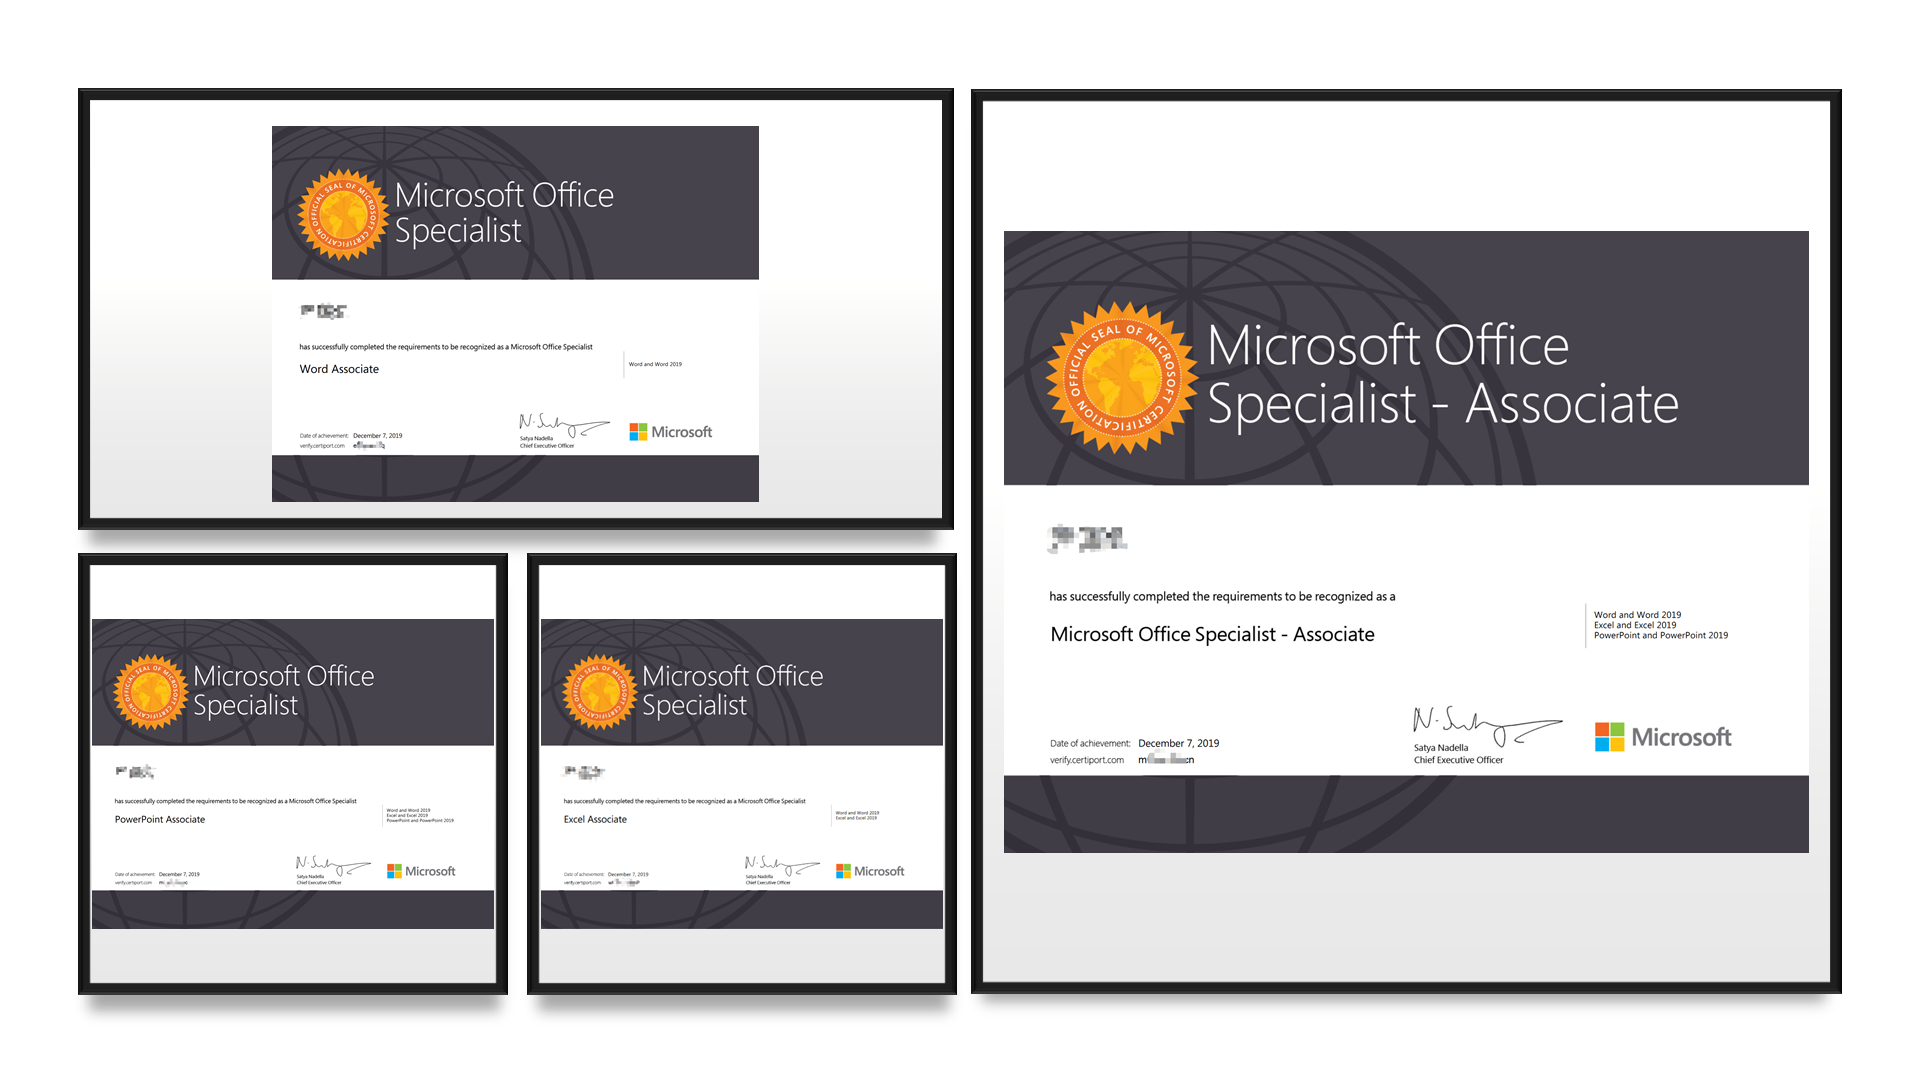 OFFICIAL SEAL OF MICROSOFT CERTIFICATION
Microsoft Office
Specialist
has successfully completed the requirements to be recognized as a Microsoft Office Specialist
Word Associate
Word and Word 2019
Date of achievement: December 7, 2019
verify.certiport.com
Satya Nadella
Chief Executive Officer
Microsoft
OFFICIAL SEAL OF MICROSOFT CERTIFICATION
Microsoft Office
Specialist
has successfully completed the requirements to be recognized as a Microsoft Office Specialist
PowerPoint Associate
Word and Word 2019
Excel and Excel 2019
PowerPoint and PowerPoint 2019
Date of achievement: December 7, 2019
verify.certiport.com
Satya Nadella
Chief Executive Officer
Microsoft
OFFICIAL SEAL OF MICROSOFT CERTIFICATION
Microsoft Office
Specialist
has successfully completed the requirements to be recognized as a Microsoft Office Specialist
Excel Associate
Word and Word 2019
Excel and Excel 2019
Date of achievement: December 7, 2019
verify.certiport.com
Satya Nadella
Chief Executive Officer
Microsoft
OFFICIAL SEAL OF MICROSOFT CERTIFICATION
Microsoft Office
Specialist - Associate
has successfully completed the requirements to be recognized as a
Microsoft Office Specialist - Associate
Word and Word 2019
Excel and Excel 2019
PowerPoint and PowerPoint 2019
Date of achievement: December 7, 2019
verify.certiport.com
Satya Nadella
Chief Executive Officer
Microsoft